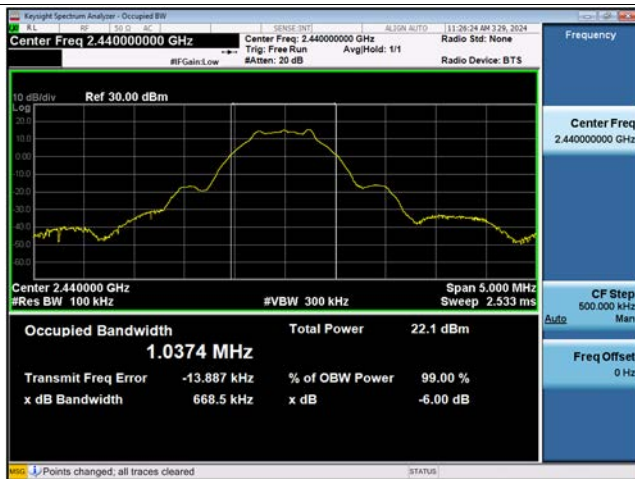 Keysight Spectrum Analyzer - Occupied BW
RL RF 50 Ω AC SENSE:INT ALIGN AUTO 11:26:24 AM 3 29, 2024
Center Freq 2.440000000 GHz
Center Freq: 2.440000000 GHz Radio Std: None
Trig: Free Run Avg|Hold: 1/1
#IFGain:Low #Atten: 20 dB Radio Device: BTS
Frequency
10 dB/div Ref 30.00 dBm
Log
20.0
10.0
0.00
-10.0
-20.0
-30.0
-40.0
-50.0
-60.0
Center 2.440000 GHz Span 5.000 MHz
#Res BW 100 kHz #VBW 300 kHz Sweep 2.533 ms
Occupied Bandwidth Total Power 22.1 dBm
1.0374 MHz
Transmit Freq Error -13.887 kHz % of OBW Power 99.00 %
x dB Bandwidth 668.5 kHz x dB -6.00 dB
Center Freq
2.440000000 GHz
CF Step
500.000 kHz
Auto Man
Freq Offset
0 Hz
MSG Points changed; all traces cleared STATUS